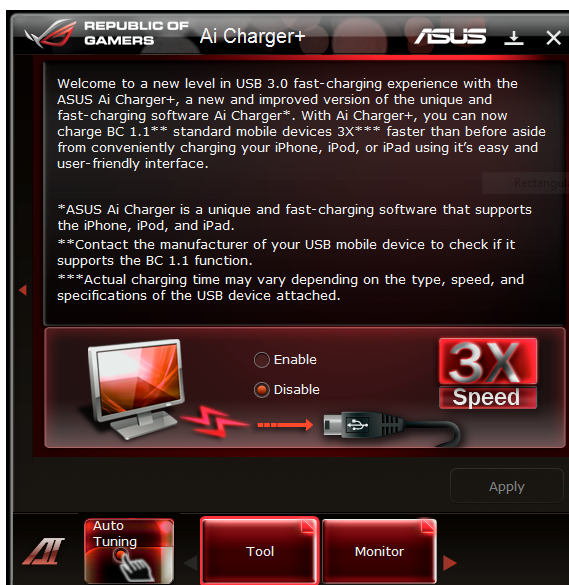 REPUBLIC OF
GAMERS
Ai Charger+
ASUS
Welcome to a new level in USB 3.0 fast-charging experience with the
ASUS Ai Charger+, a new and improved version of the unique and
fast-charging software Ai Charger*. With Ai Charger+, you can now
charge BC 1.1** standard mobile devices 3X*** faster than before aside
from conveniently charging your iPhone, iPod, or iPad using it's easy and
user-friendly interface.
*ASUS Ai Charger is a unique and fast-charging software that supports
the iPhone, iPod, and iPad.
**Contact the manufacturer of your USB mobile device to check if it
supports the BC 1.1 function.
***Actual charging time may vary depending on the type, speed, and
specifications of the USB device attached.
Enable
Disable
3X
Speed
Apply
AI
Auto
Tuning
Tool
Monitor